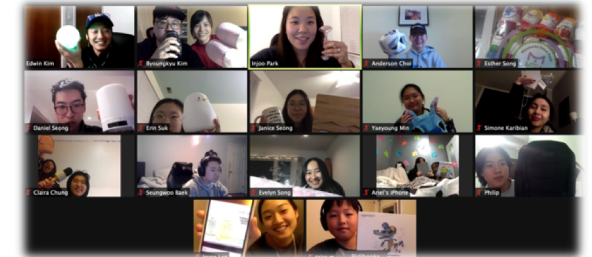 Edwin Kim
Byoungkyu Kim
Injoo Park
Anderson Choi
Esther Song
Daniel Seong
Erin Suk
Janice Seong
Yaeyoung Min
Simone Karibian
Claira Chung
Seungwoo Baek
Evelyn Song
Ariel's iPhone
Philip